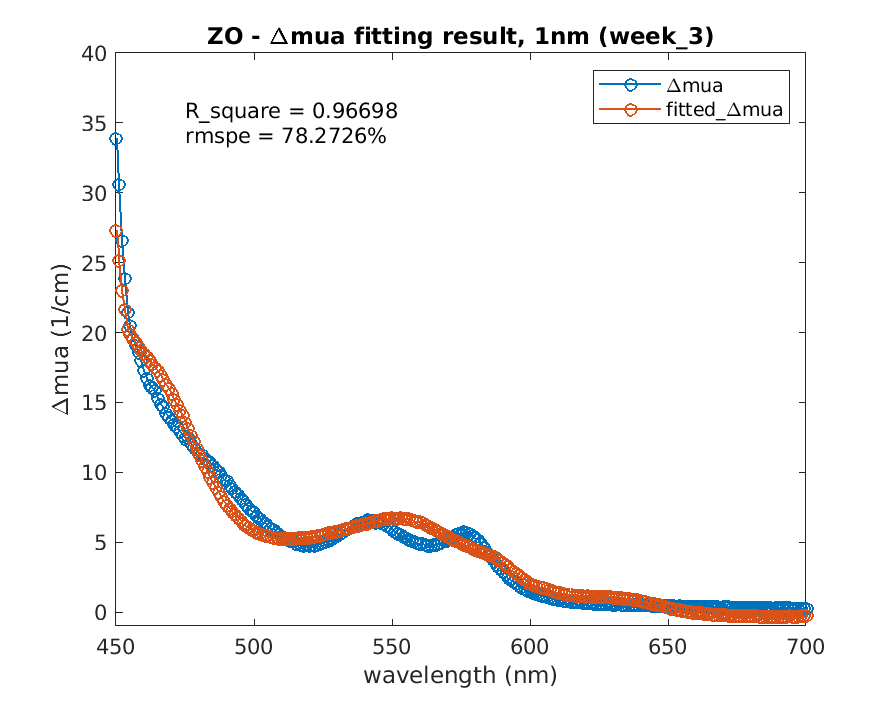 ZO - Δmua fitting result, 1nm (week_3)
R_square = 0.96698
rmspe = 78.2726%
Δmua
fitted_Δmua
Δmua (1/cm)
40
35
30
25
20
15
10
5
0
450 500 550 600 650 700
wavelength (nm)